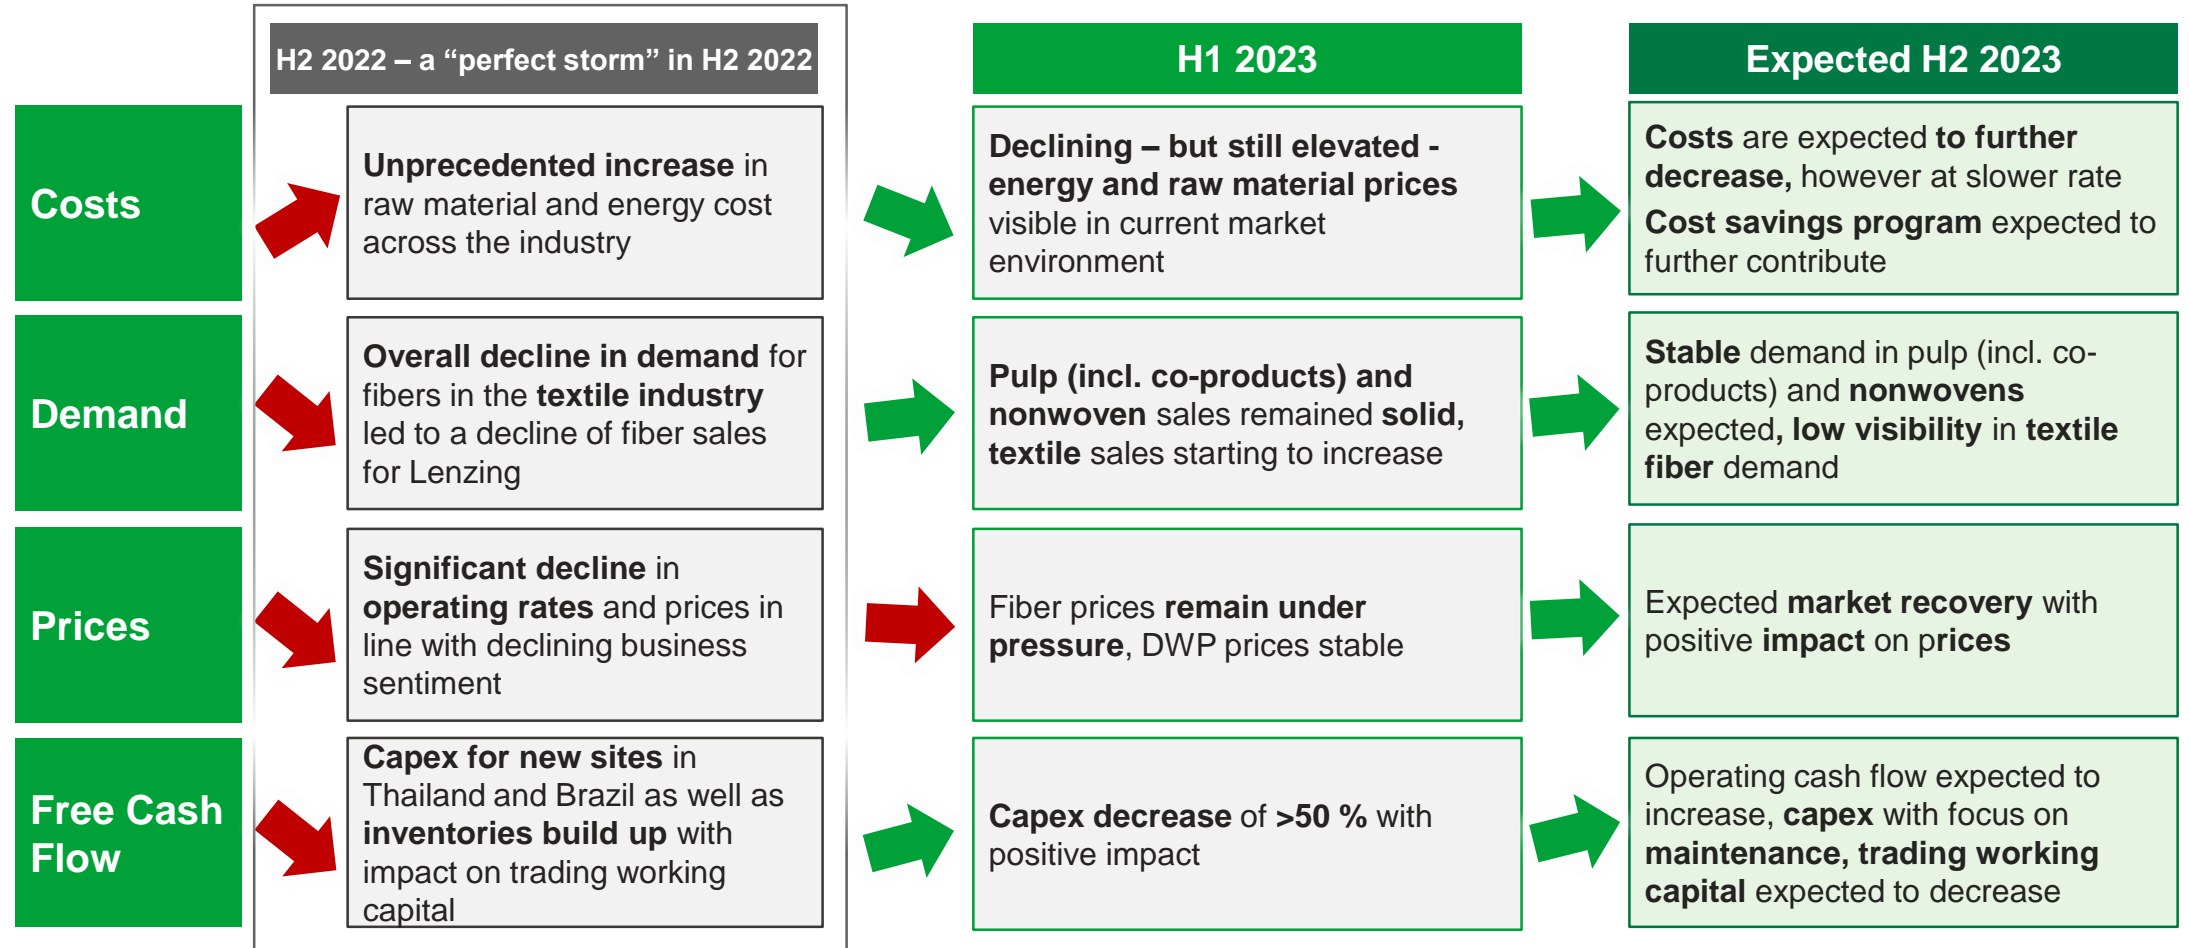 H2 2022 – a “perfect storm” in H2 2022
H1 2023
Expected H2 2023
Costs
Unprecedented increase in
raw material and energy cost
across the industry
Declining – but still elevated -
energy and raw material prices
visible in current market
environment
Costs are expected to further
decrease, however at slower rate
Cost savings program expected to
further contribute
Demand
Overall decline in demand for
fibers in the textile industry
led to a decline of fiber sales
for Lenzing
Pulp (incl. co-products) and
nonwoven sales remained solid,
textile sales starting to increase
Stable demand in pulp (incl. co-
products) and nonwovens
expected, low visibility in textile
fiber demand
Prices
Significant decline in
operating rates and prices in
line with declining business
sentiment
Fiber prices remain under
pressure, DWP prices stable
Expected market recovery with
positive impact on prices
Free Cash
Flow
Capex for new sites in
Thailand and Brazil as well as
inventories build up with
impact on trading working
capital
Capex decrease of >50 % with
positive impact
Operating cash flow expected to
increase, capex with focus on
maintenance, trading working
capital expected to decrease